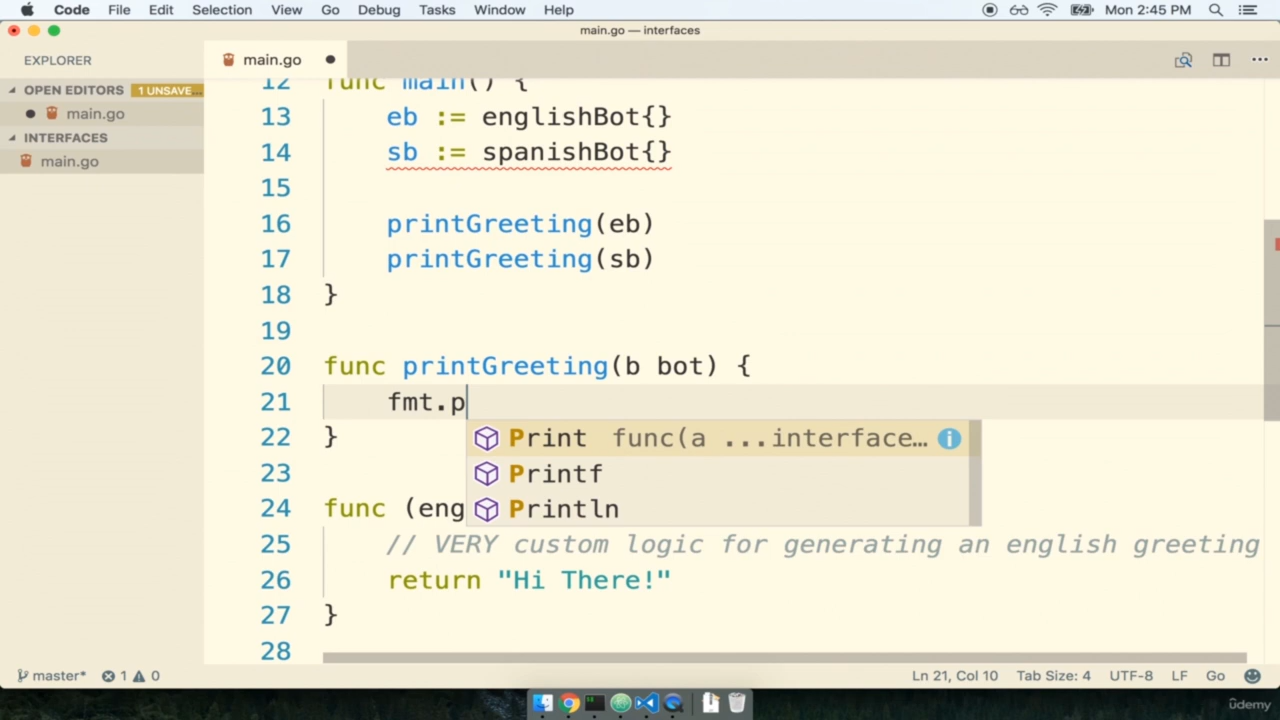 Code File Edit Selection View Go Debug Tasks Window Help Mon 2:45 PM
main.go — interfaces
EXPLORER
main.go
OPEN EDITORS 1 UNSAVE...
main.go
INTERFACES
main.go
12 func main() {
13 eb := englishBot{}
14 sb := spanishBot{}
15
16 printGreeting(eb)
17 printGreeting(sb)
18 }
19
20 func printGreeting(b bot) {
21 fmt.p
Print func(a ...interface…
22 }
Printf
23
Println
24 func (eng
25 // VERY custom logic for generating an english greeting
26 return "Hi There!"
27 }
28
master* 1 0 Ln 21, Col 10 Tab Size: 4 UTF-8 LF Go
ûdemy